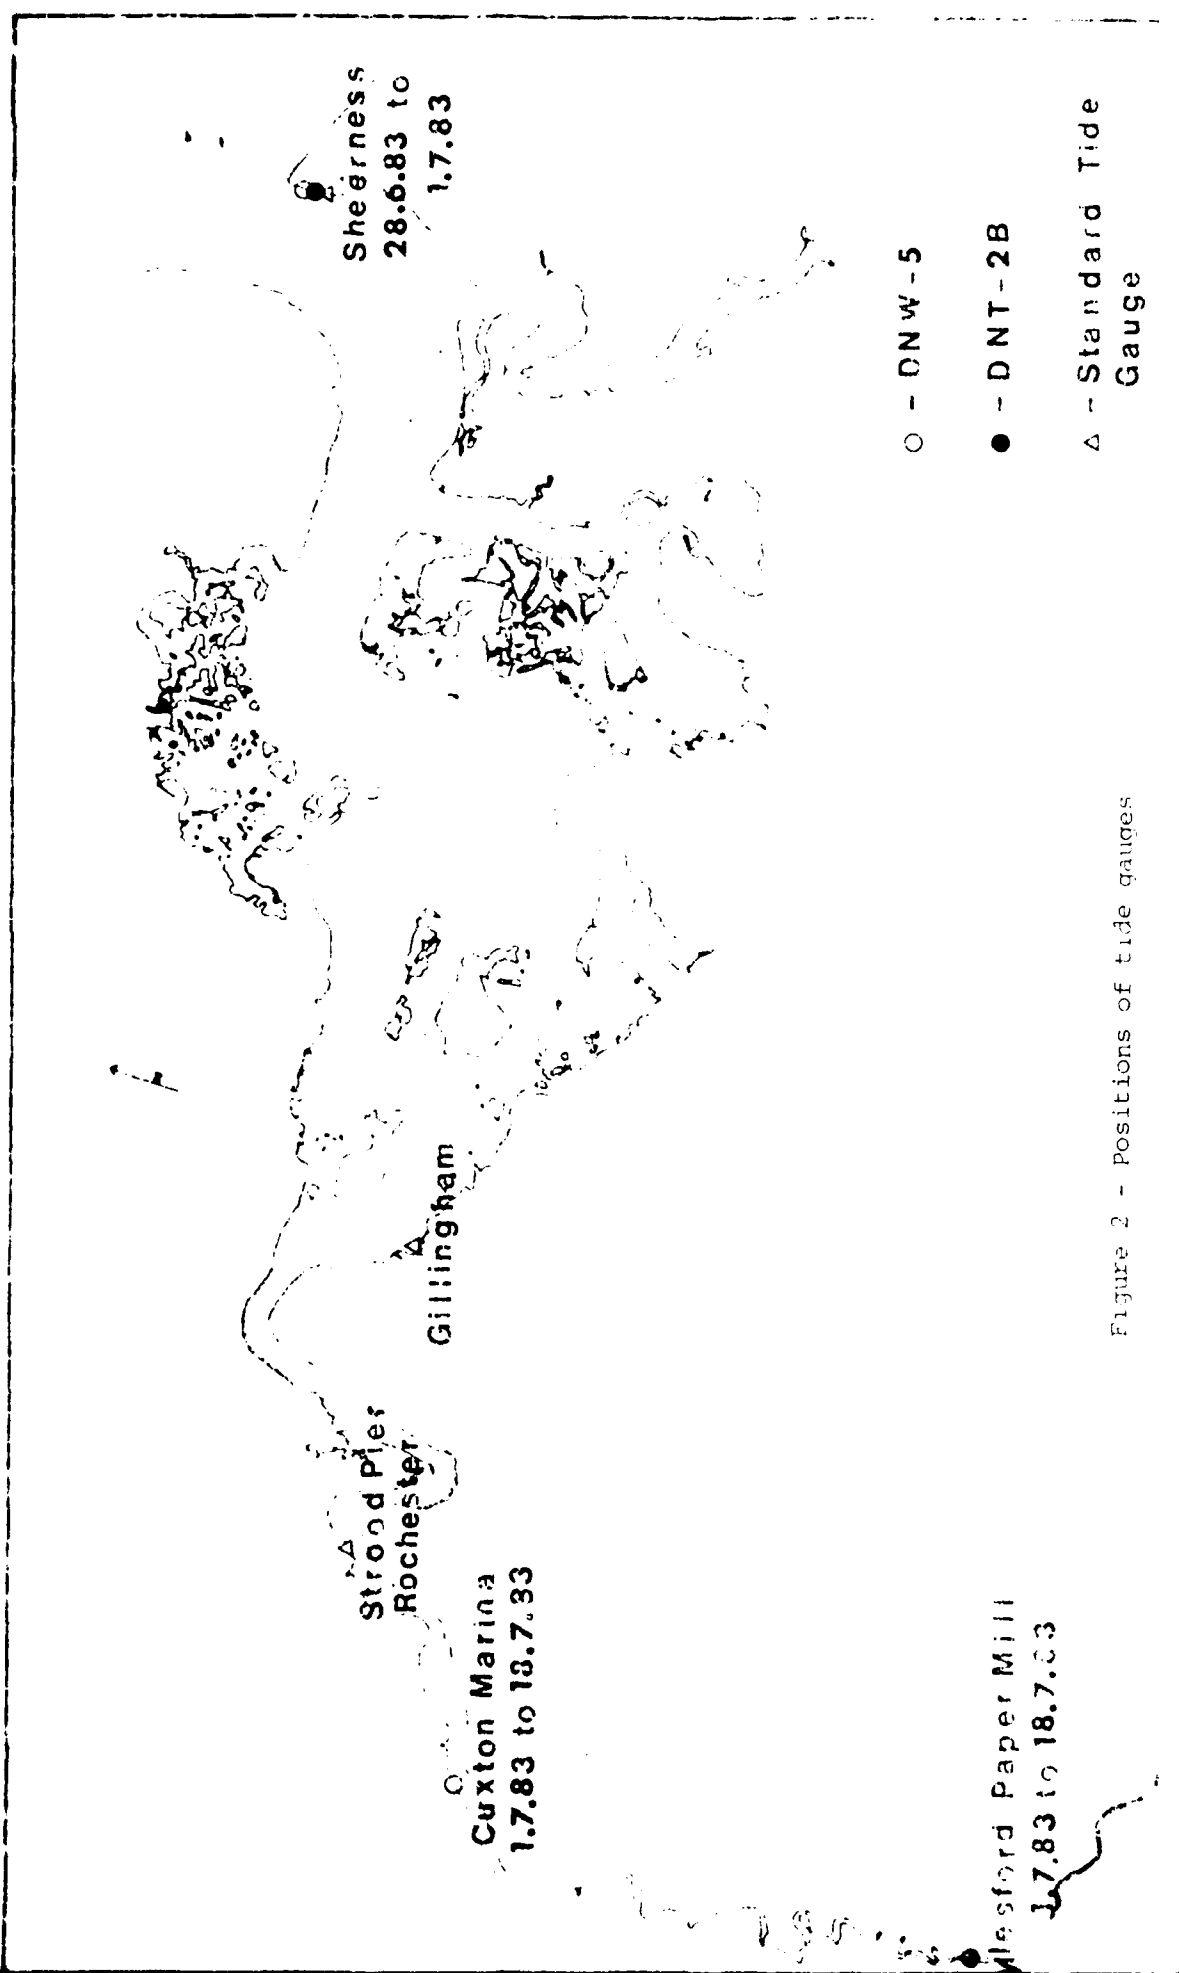 Sheerness
28.6.83 to
1.7.83
Gillingham
Strood Pier
Rochester
Cuxton Marina
1.7.83 to 18.7.83
Paper Mill
1.7.83 to 18.7.83
○ - DNW-5
● - DNT-2B
△ - Standard Tide
Gauge
Figure 2 - Positions of tide gauges